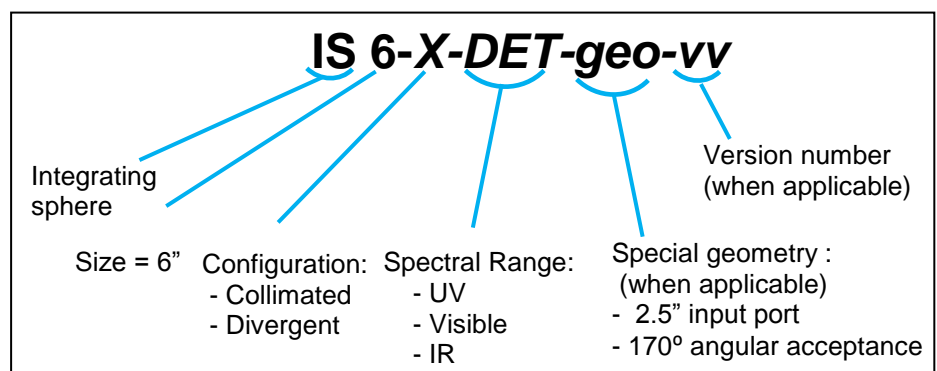 IS 6-X-DET-geo-vv
Integrating
sphere
Size = 6”
Configuration:
- Collimated
- Divergent
Spectral Range:
- UV
- Visible
- IR
Special geometry :
(when applicable)
- 2.5” input port
- 170º angular acceptance
Version number
(when applicable)